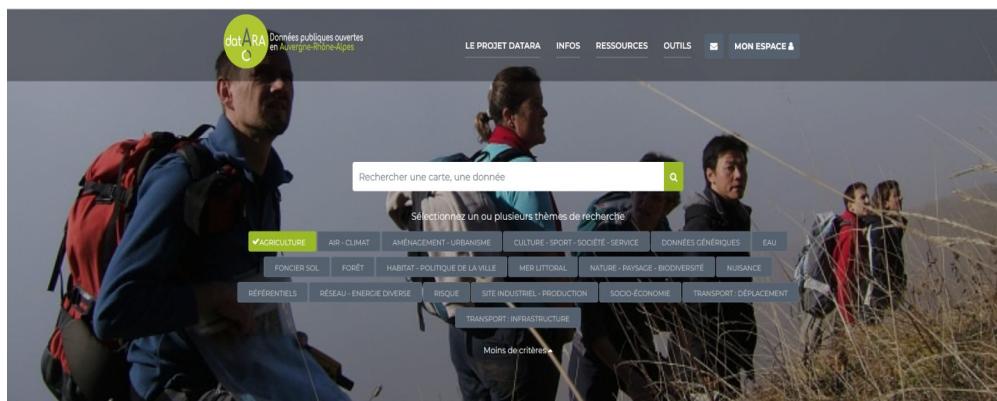 datARA
Données publiques ouvertes
en Auvergne-Rhône-Alpes
LE PROJET DATARA INFOS RESSOURCES OUTILS MON ESPACE
Rechercher une carte, une donnée
Sélectionnez un ou plusieurs thèmes de recherche
AGRICULTURE AIR - CLIMAT AMÉNAGEMENT - URBANISME CULTURE - SPORT - SOCIÉTÉ - SERVICE DONNÉES GÉNÉRIQUES EAU
FONCIER SOL FORÊT HABITAT - POLITIQUE DE LA VILLE MER LITTORAL NATURE - PAYSAGE - BIODIVERSITÉ NUISANCE
RÉFÉRENTIELS RÉSEAU - ENERGIE DIVERSE RISQUE SITE INDUSTRIEL - PRODUCTION SOCIO-ÉCONOMIE TRANSPORT : DÉPLACEMENT
TRANSPORT : INFRASTRUCTURE
Moins de critères